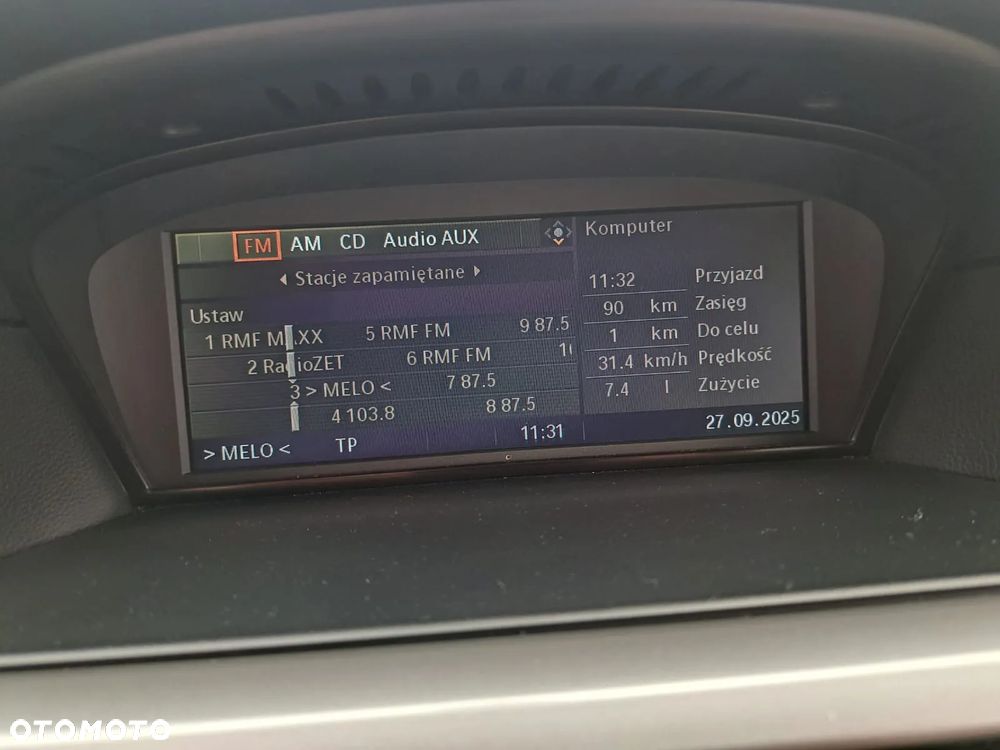 FM AM CD Audio AUX
Stacje zapamiętane
Ustaw
1 RMF MAXX 5 RMF FM 9 87.5
2 RadioZET 6 RMF FM
3 > MELO < 7 87.5
4 103.8 8 87.5
> MELO < TP 11:31
Komputer
11:32 Przyjazd
90 km Zasięg
1 km Do celu
31.4 km/h Prędkość
7.4 l Zużycie
27.09.2025
OTOMOTO